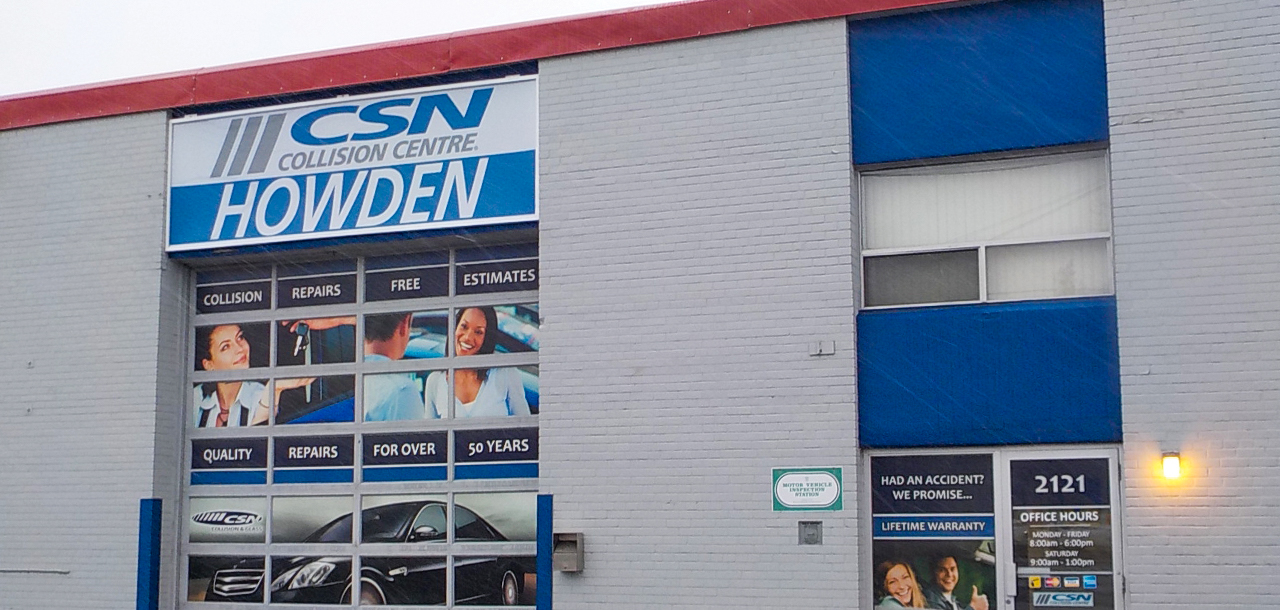 CSN
COLLISION CENTRE
HOWDEN
COLLISION REPAIRS FREE ESTIMATES
QUALITY REPAIRS FOR OVER 50 YEARS
CSN
COLLISION & GLASS
MOTOR VEHICLE
INSPECTION
STATION
HAD AN ACCIDENT?
WE PROMISE...
LIFETIME WARRANTY
2121
OFFICE HOURS
MONDAY - FRIDAY
8:00am - 6:00pm
SATURDAY
9:00am - 1:00pm
CSN